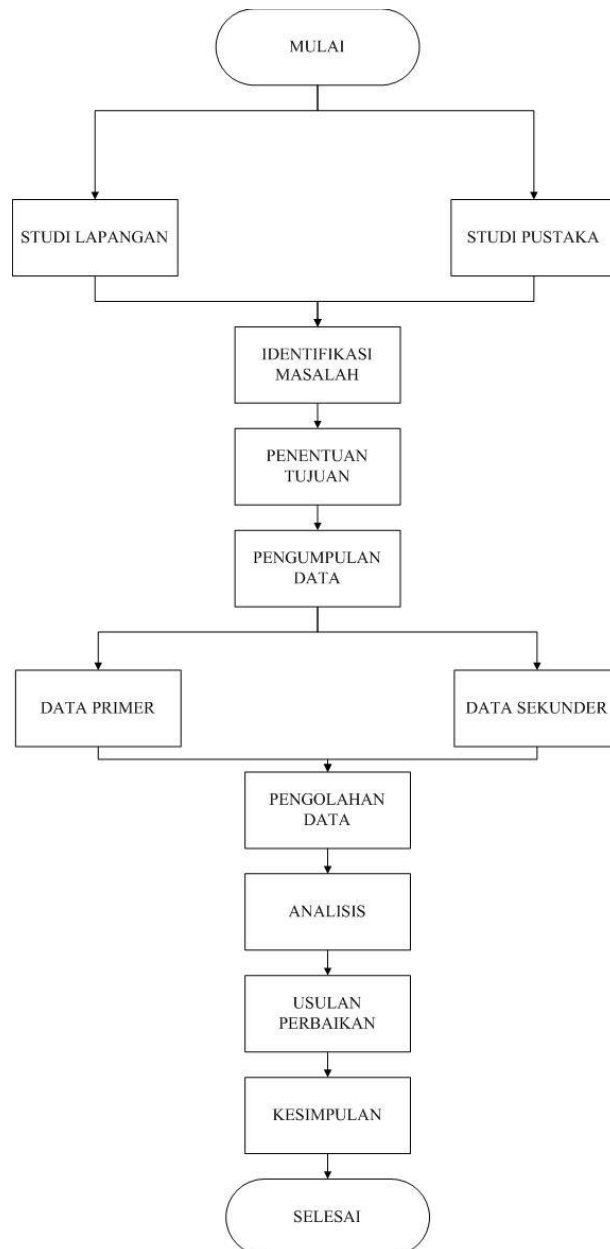 MULAI
STUDI LAPANGAN
STUDI PUSTAKA
IDENTIFIKASI
MASALAH
PENENTUAN
TUJUAN
PENGUMPULAN
DATA
DATA PRIMER
DATA SEKUNDER
PENGOLAHAN
DATA
ANALISIS
USULAN
PERBAIKAN
KESIMPULAN
SELESAI